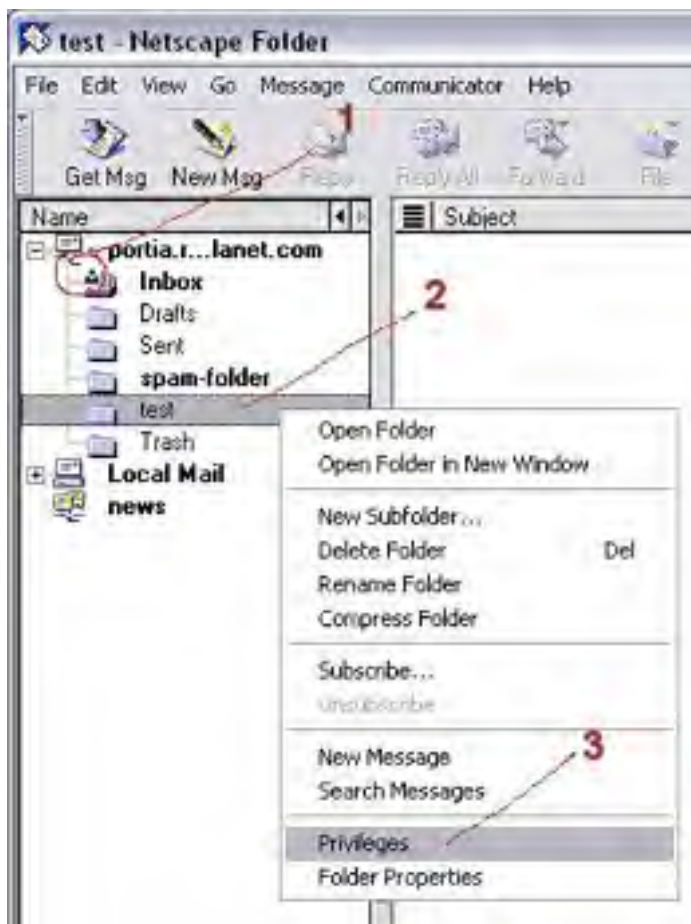 test - Netscape Folder
File Edit View Go Message Communicator Help
1
Get Msg New Msg Reply Reply All Forward File
Name Subject
portia.r...lanet.com
Inbox
2
Drafts
Sent
spam-folder
test
Trash
Local Mail
news
Open Folder
Open Folder in New Window
New Subfolder...
Delete Folder Del
Rename Folder
Compress Folder
Subscribe...
Unsubscribe
New Message
3
Search Messages
Privileges
Folder Properties